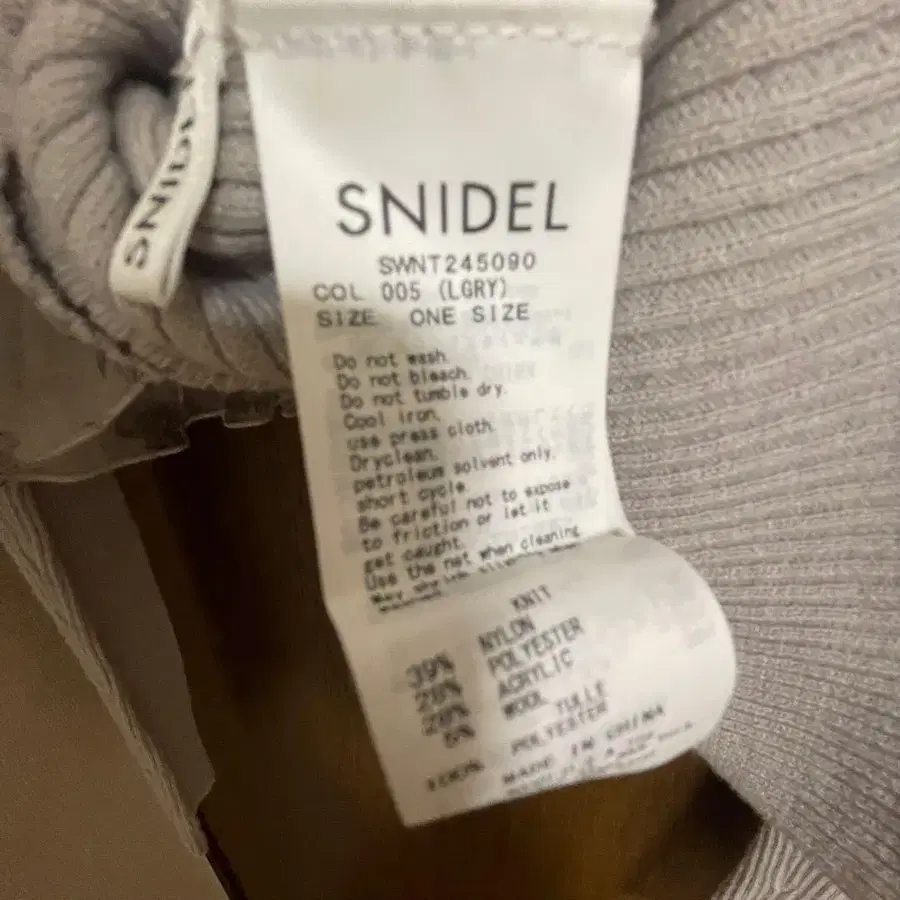 SNIDEL
SNIDEL
SWNT245090
COL 005 (LGRY)
SIZE ONE SIZE
Do not wash.
Do not bleach.
Do not tumble dry.
Cool iron.
use press cloth.
Dryclean.
petroleum solvent only.
short cycle.
Be careful not to expose
to friction or let it
get caught.
Use the net when cleaning
KNIT
39% NYLON
28% POLYESTER
28% ACRYLIC
5% WOOL
TULLE
100% POLYESTER
MADE IN CHINA